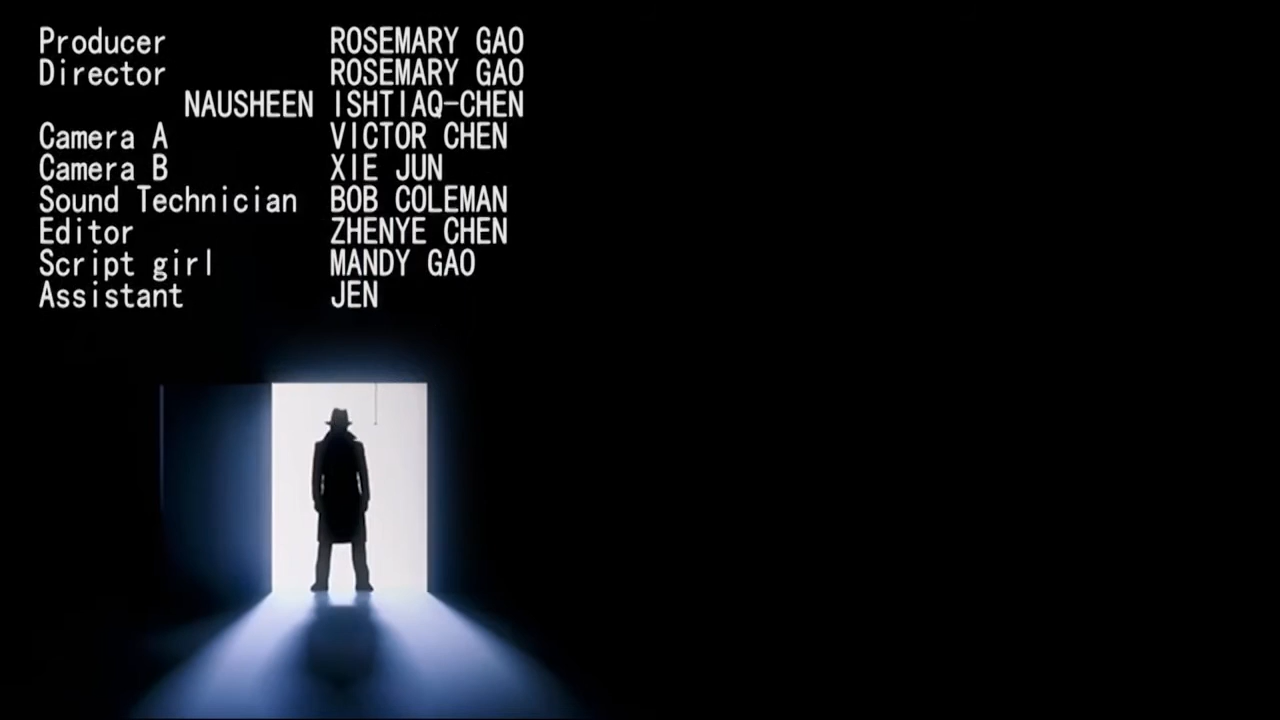 Producer ROSEMARY GAO
Director ROSEMARY GAO
NAUSHEEN ISHTIAQ-CHEN
Camera A VICTOR CHEN
Camera B XIE JUN
Sound Technician BOB COLEMAN
Editor ZHENYE CHEN
Script girl MANDY GAO
Assistant JEN